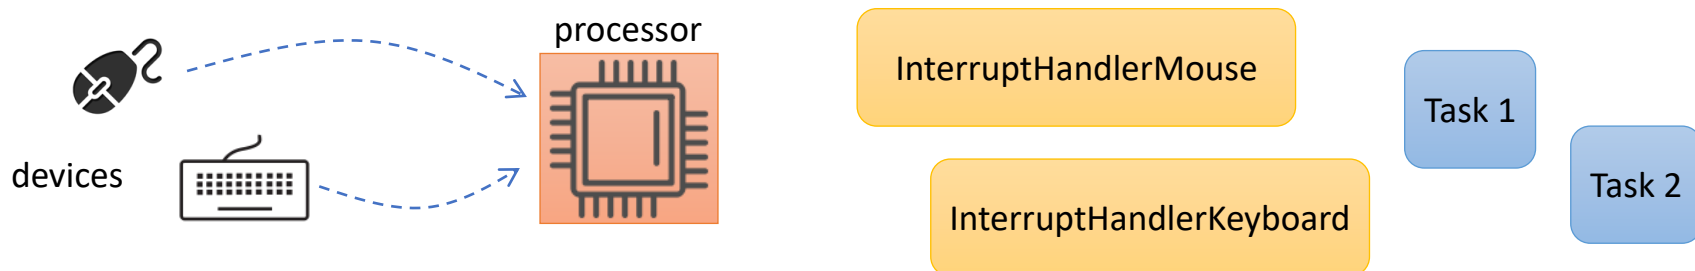 processor
InterruptHandlerMouse
Task 1
devices
Task 2
InterruptHandlerKeyboard